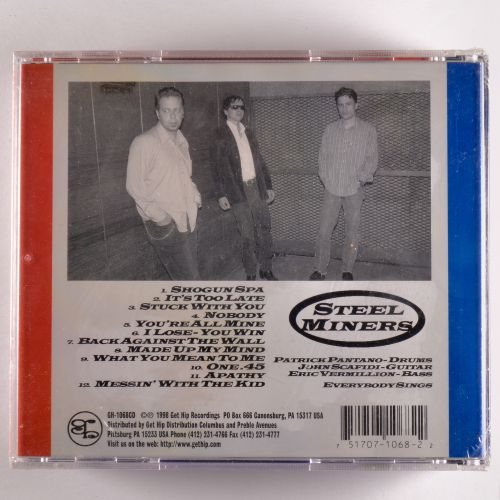 1. Shogun Spa
2. It's Too Late
3. Stuck With You
4. Nobody
5. You're All Mine
6. I Lose - You Win
7. Back Against The Wall
8. Made Up My Mind
9. What You Mean To Me
10. One .45
11. Apathy
12. Messin' With The Kid
Steel
Miners
Patrick Pantano-Drums
John Scafidi-Guitar
Eric Vermillion-Bass
Everybody Sings
GH-1068CD ©℗ 1998 Get Hip Recordings PO Box 666 Canonsburg, PA 15317 USA
Distributed by Get Hip Distribution Columbus and Preble Avenues
Pittsburg PA 15233 USA Phone (412) 231-4766 Fax (412) 231-4777
Visit us on the web... http://www.gethip.com
7 51707-1068-2 2